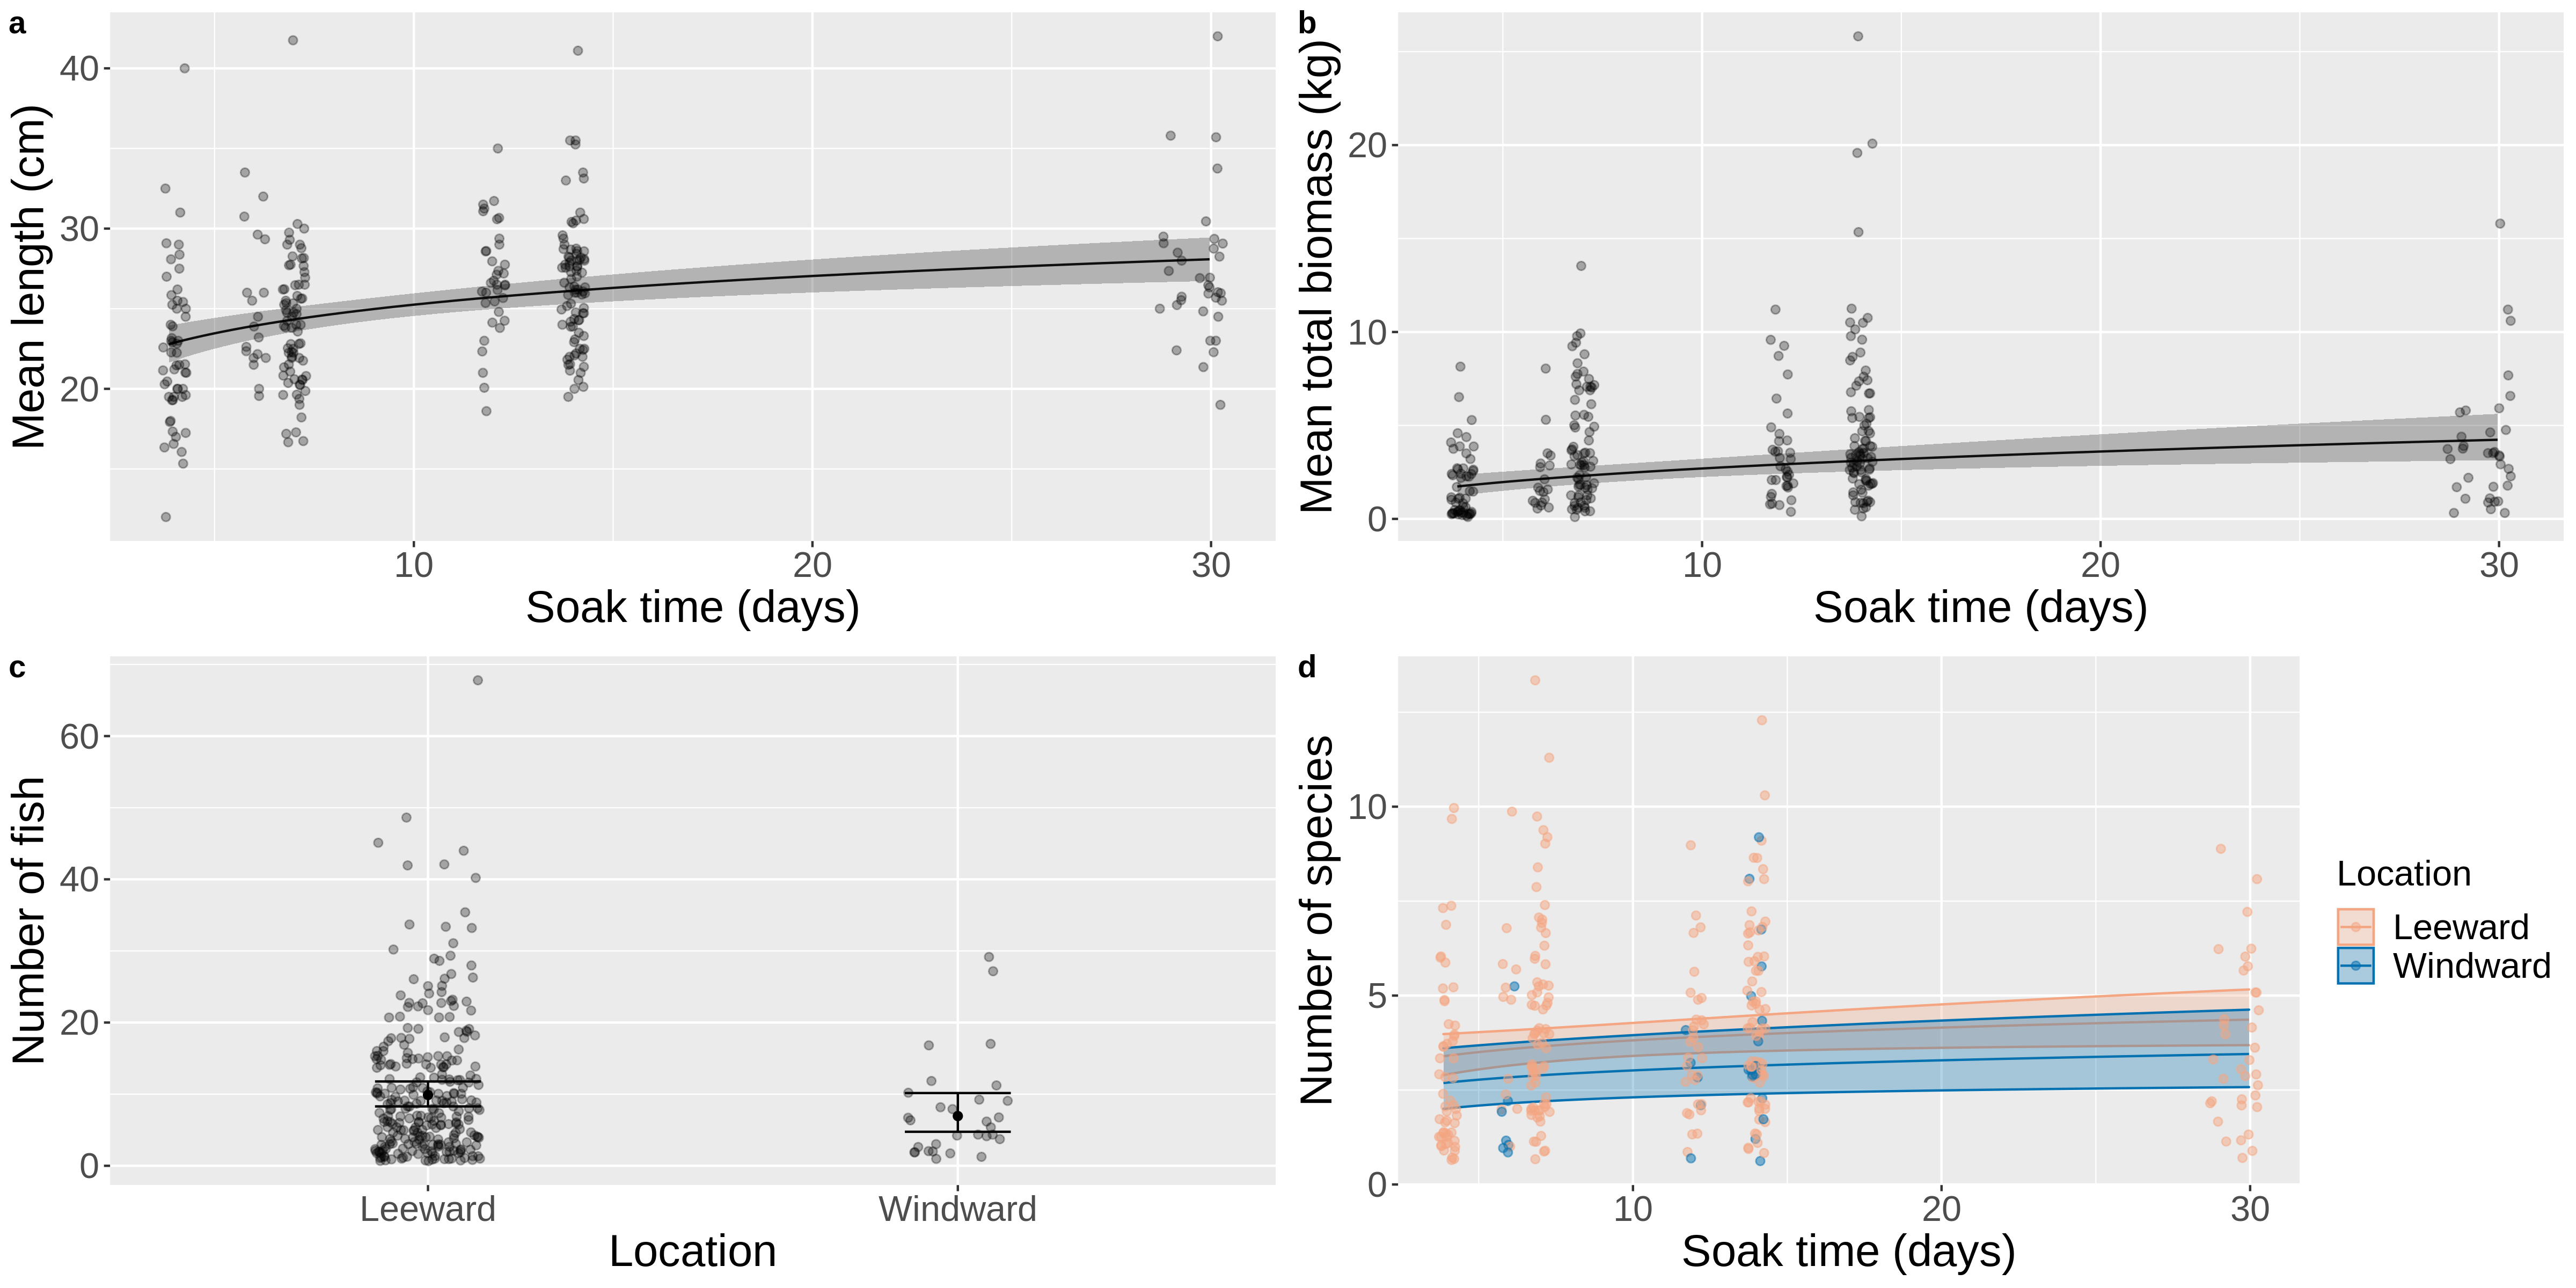 a
Mean length (cm)
40
30
20
10
20
30
Soak time (days)
b
Mean total biomass (kg)
20
10
0
10
20
30
Soak time (days)
c
Number of fish
60
40
20
0
Leeward
Windward
Location
d
Number of species
10
5
0
10
20
30
Soak time (days)
Location
Leeward
Windward